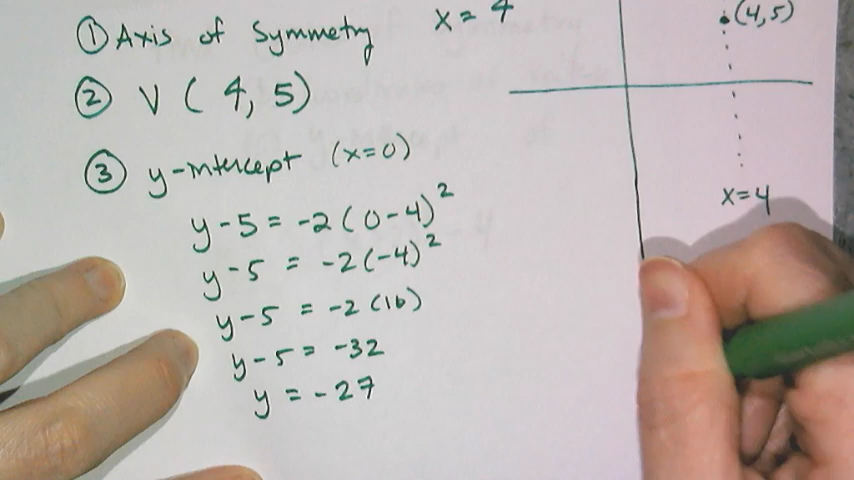 ① Axis of Symmetry x = 4
② V (4, 5)
③ y-intercept (x=0)
y - 5 = -2(0-4)²
y - 5 = -2(-4)²
y - 5 = -2(16)
y - 5 = -32
y = -27
(4,5)
x=4